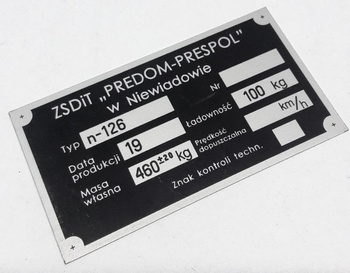 ZSDiT „PREDOM-PRESPOL"
w Niewiadowie
Typ n-126 Nr
Data produkcji 19 Ładowność 100 kg
Masa własna 460±20 kg Prędkość dopuszczalna km/h
Znak kontroli techn.